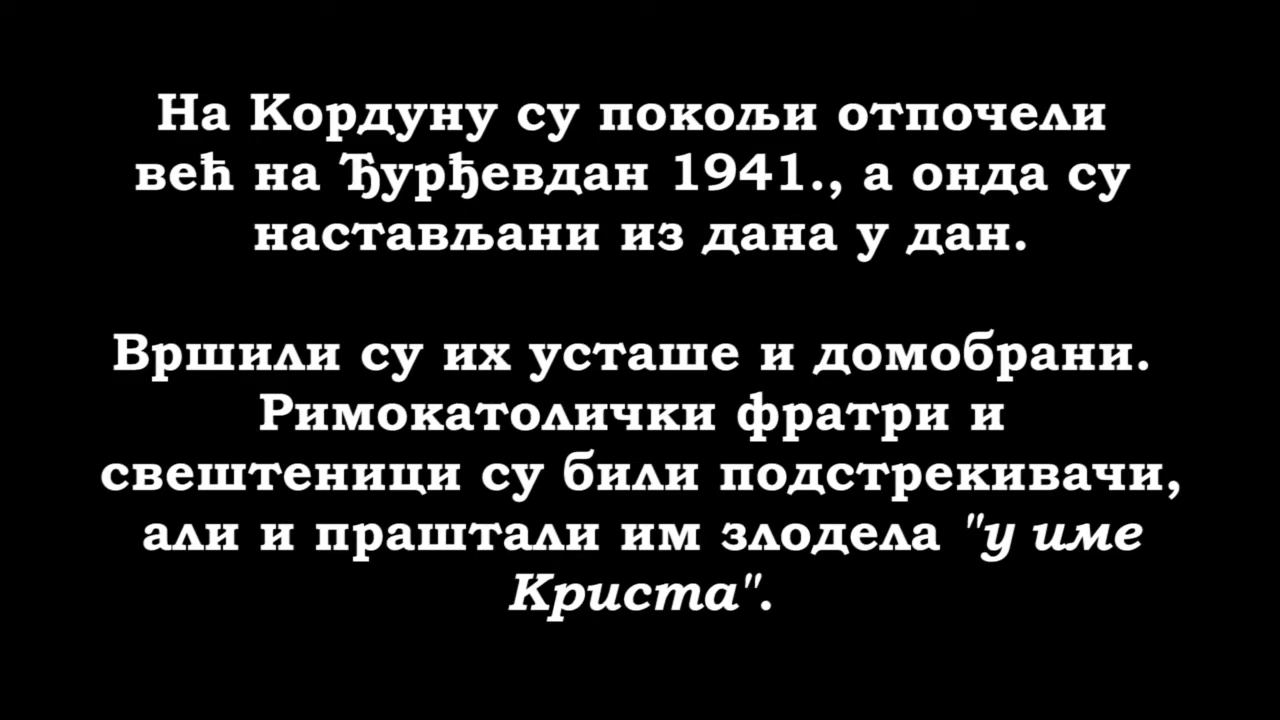 На Кордуну су покољи отпочели
већ на Ђурђевдан 1941., а онда су
настављани из дана у дан.
Вршили су их усташе и домобрани.
Римокатолички фратри и
свештеници су били подстрекивачи,
али и праштали им злодела "у име
Криста".